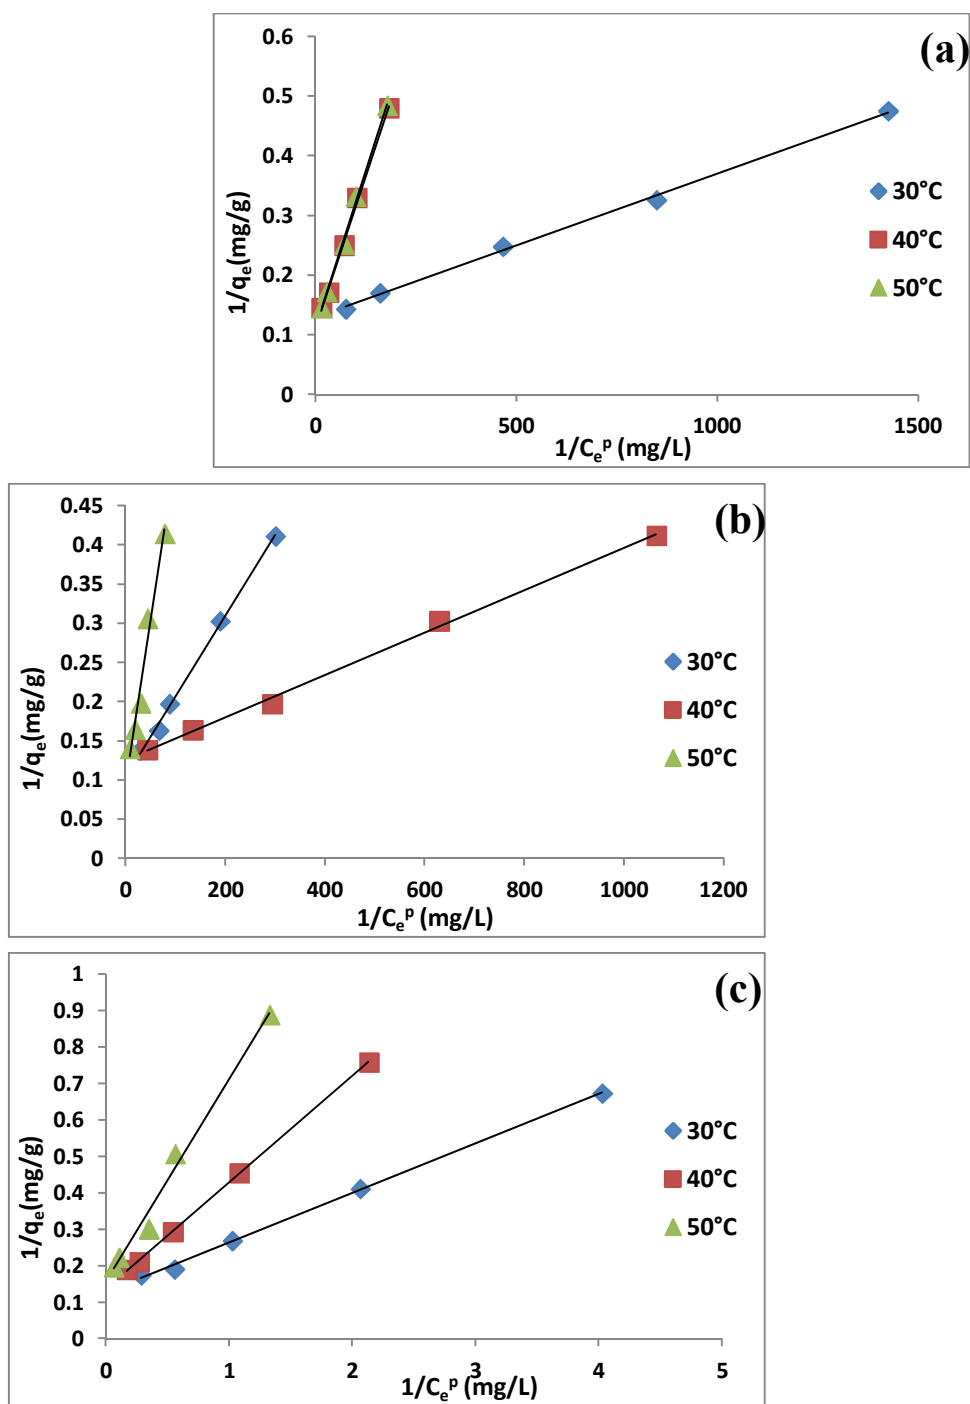 (a)
0.6
0.5
0.4
0.3
0.2
0.1
0
1/qe(mg/g)
0 500 1000 1500
1/Ce^p (mg/L)
30°C
40°C
50°C
(b)
0.45
0.4
0.35
0.3
0.25
0.2
0.15
0.1
0.05
0
1/qe(mg/g)
0 200 400 600 800 1000 1200
1/Ce^p (mg/L)
30°C
40°C
50°C
(c)
1
0.9
0.8
0.7
0.6
0.5
0.4
0.3
0.2
0.1
0
1/qe(mg/g)
0 1 2 3 4 5
1/Ce^p (mg/L)
30°C
40°C
50°C